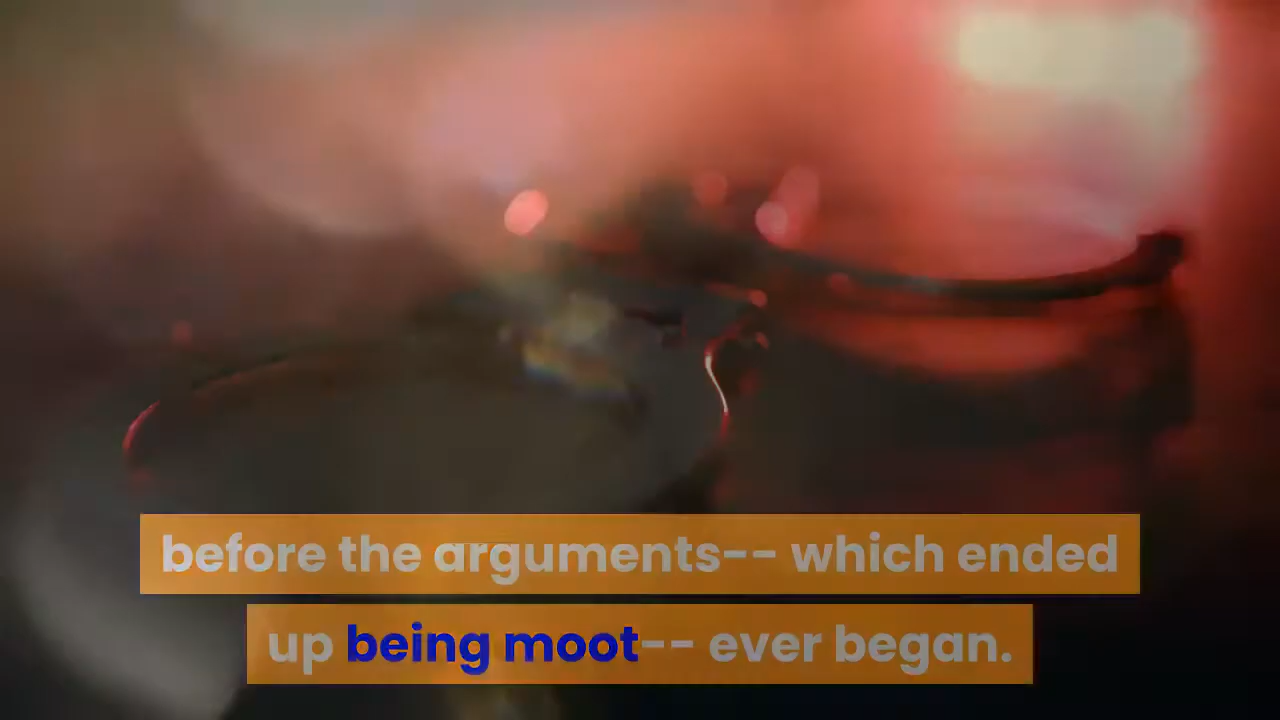 before the arguments-- which ended
up being moot-- ever began.